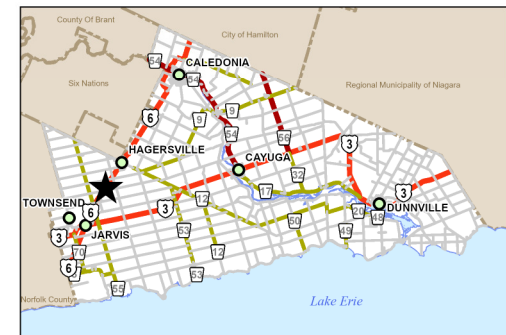 County Of Brant
City of Hamilton
54
CALEDONIA
54
Six Nations
Regional Municipality of Niagara
6
9
9
54
56
3
HAGERSVILLE
CAYUGA
32
17
3
TOWNSEND
12
6
3
20
48
DUNNVILLE
3
JARVIS
53
50
49
70
12
6
53
55
Norfolk County
Lake Erie